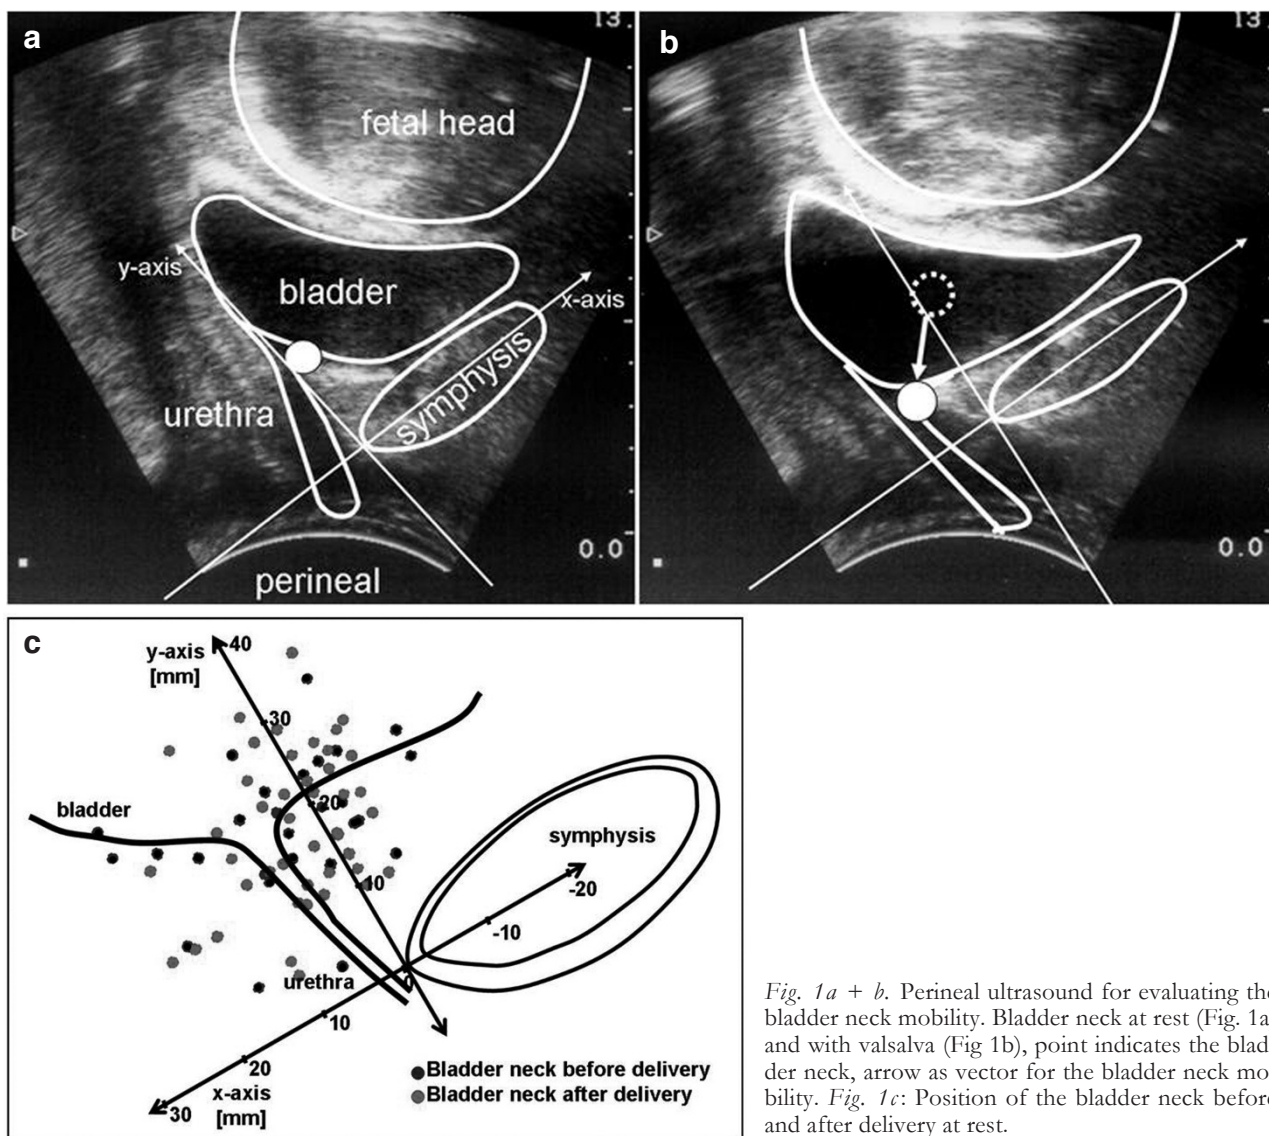 a
13.
fetal head
y-axis
bladder
x-axis
symphysis
urethra
0.0
perineal
b
13.
0.0
c
y-axis
[mm]
40
30
20
10
0
bladder
symphysis
-20
-10
urethra
10
20
30
x-axis
[mm]
Bladder neck before delivery
Bladder neck after delivery
Fig. 1a + b. Perineal ultrasound for evaluating the
bladder neck mobility. Bladder neck at rest (Fig. 1a
and with valsalva (Fig 1b), point indicates the blad-
der neck, arrow as vector for the bladder neck mo-
bility. Fig. 1c: Position of the bladder neck before
and after delivery at rest.